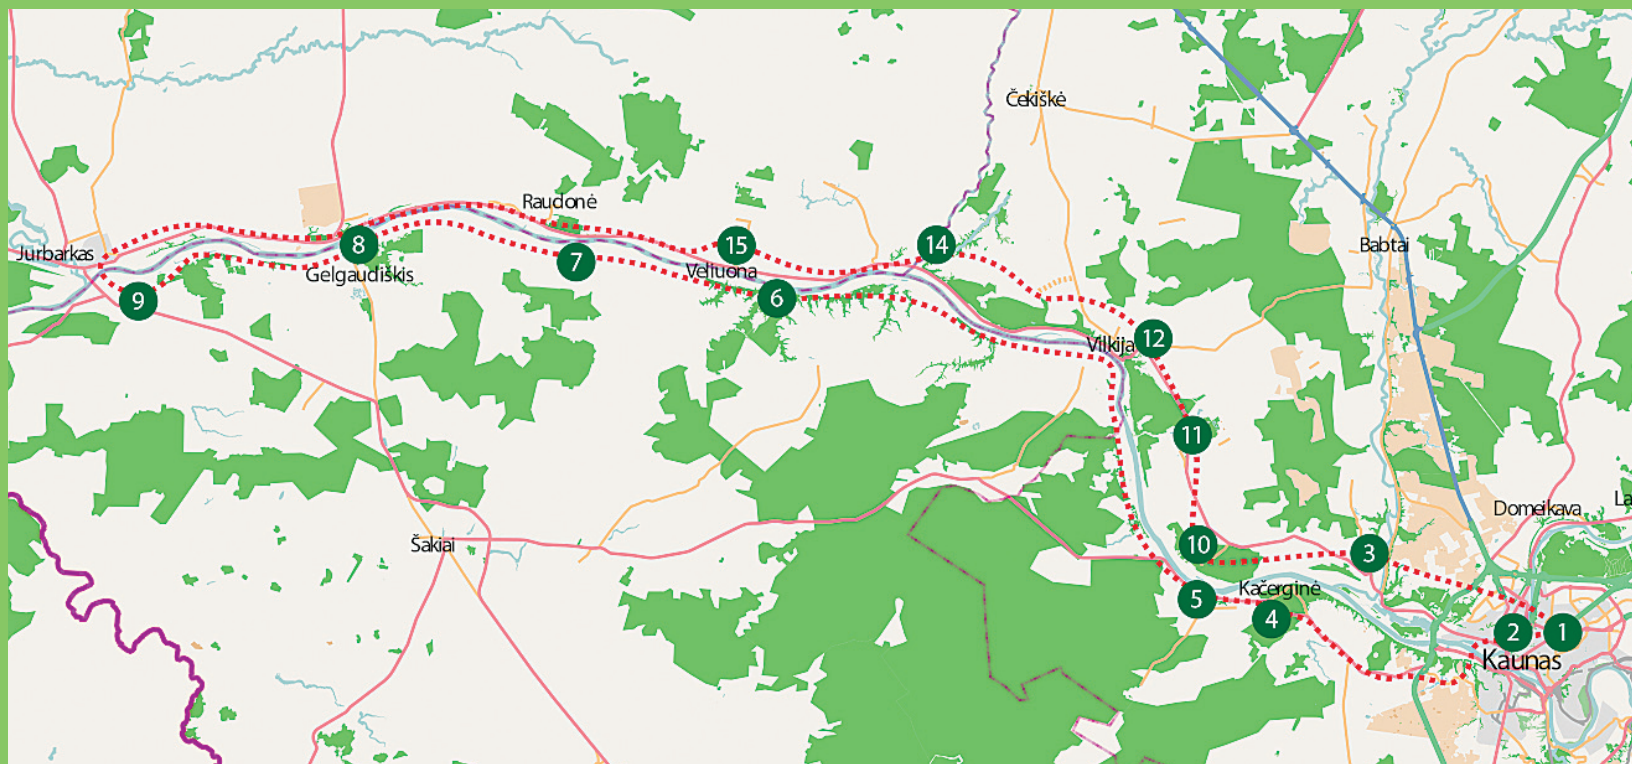 Čekiškė
Raudonė
Babtai
Jurbarkas
8
15
14
7
Veliuona
Gelgaudiškis
9
6
Vilkija
12
11
Domeikava
La
Šakiai
10
3
Kačerginė
5
4
2
1
Kaunas